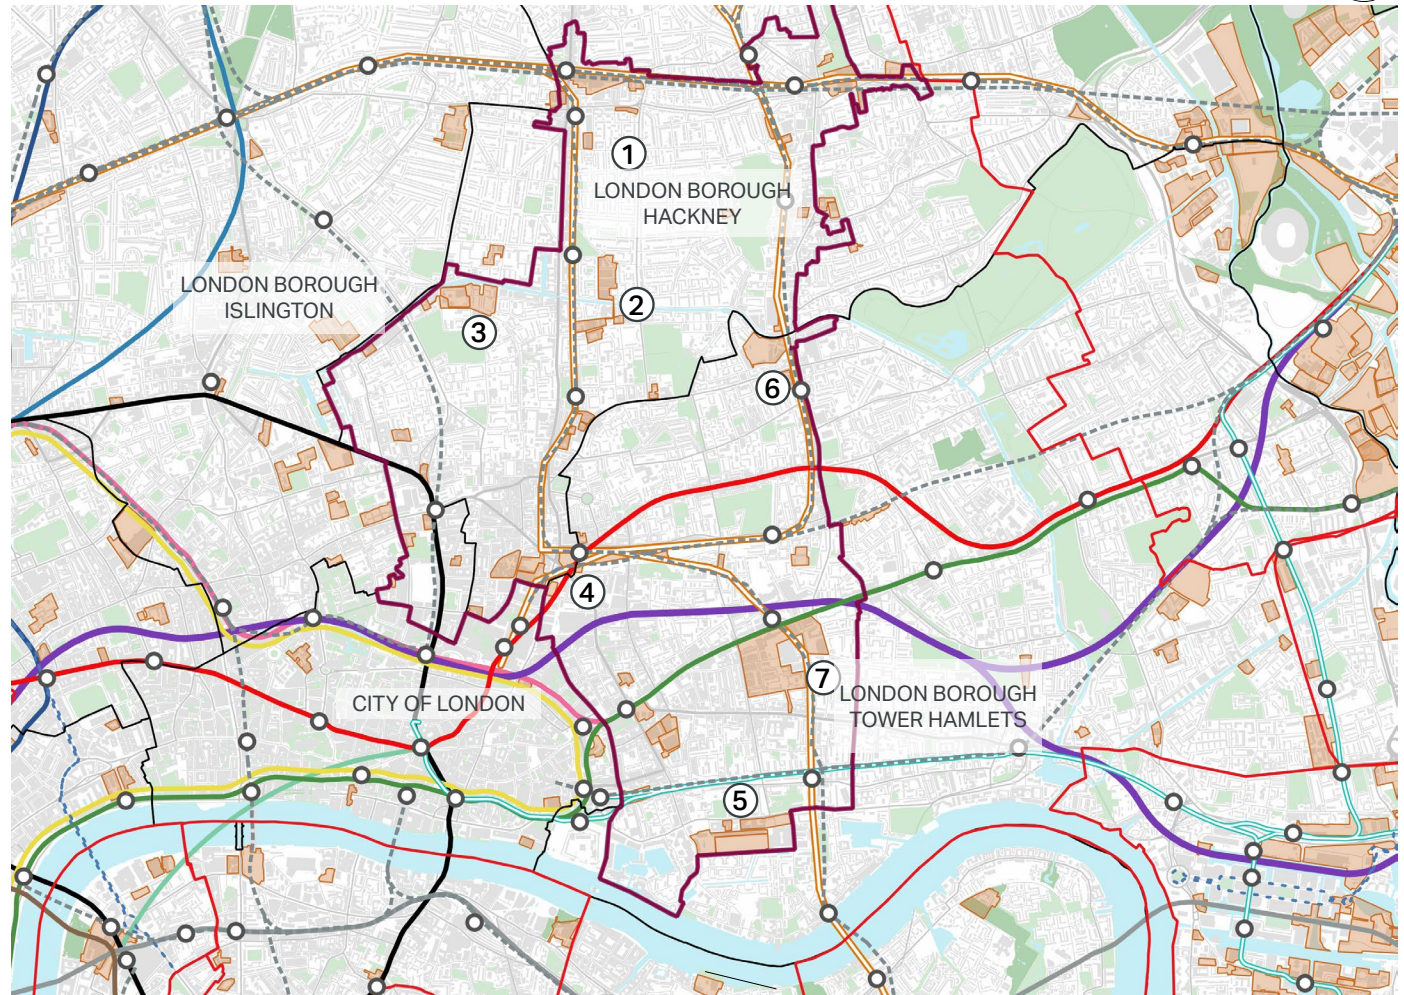 1
LONDON BOROUGH
HACKNEY
LONDON BOROUGH
ISLINGTON
2
3
6
4
7
LONDON BOROUGH
TOWER HAMLETS
CITY OF LONDON
5